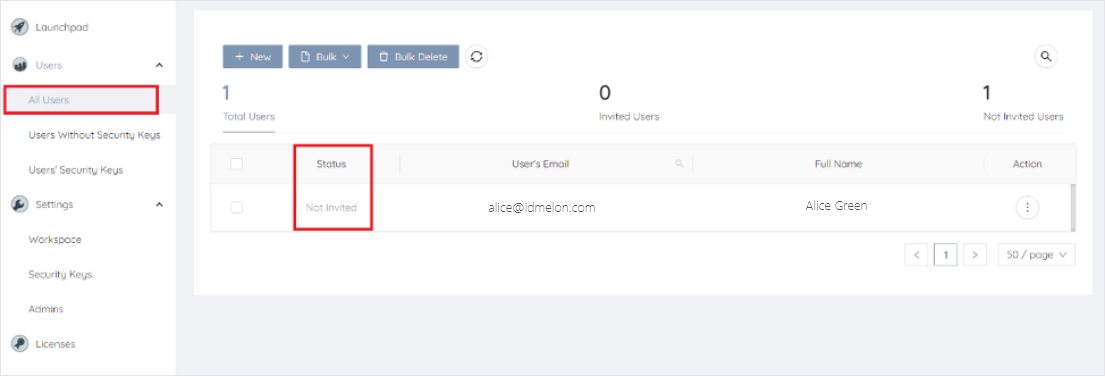 Launchpad
Users
All Users
Users Without Security Keys
Users' Security Keys
Settings
Workspace
Security Keys
Admins
Licenses
+ New Bulk Bulk Delete
1 0 1
Total Users Invited Users Not Invited Users
Status User's Email Full Name Action
Not Invited alice@idmelon.com Alice Green
< 1 > 50 / page